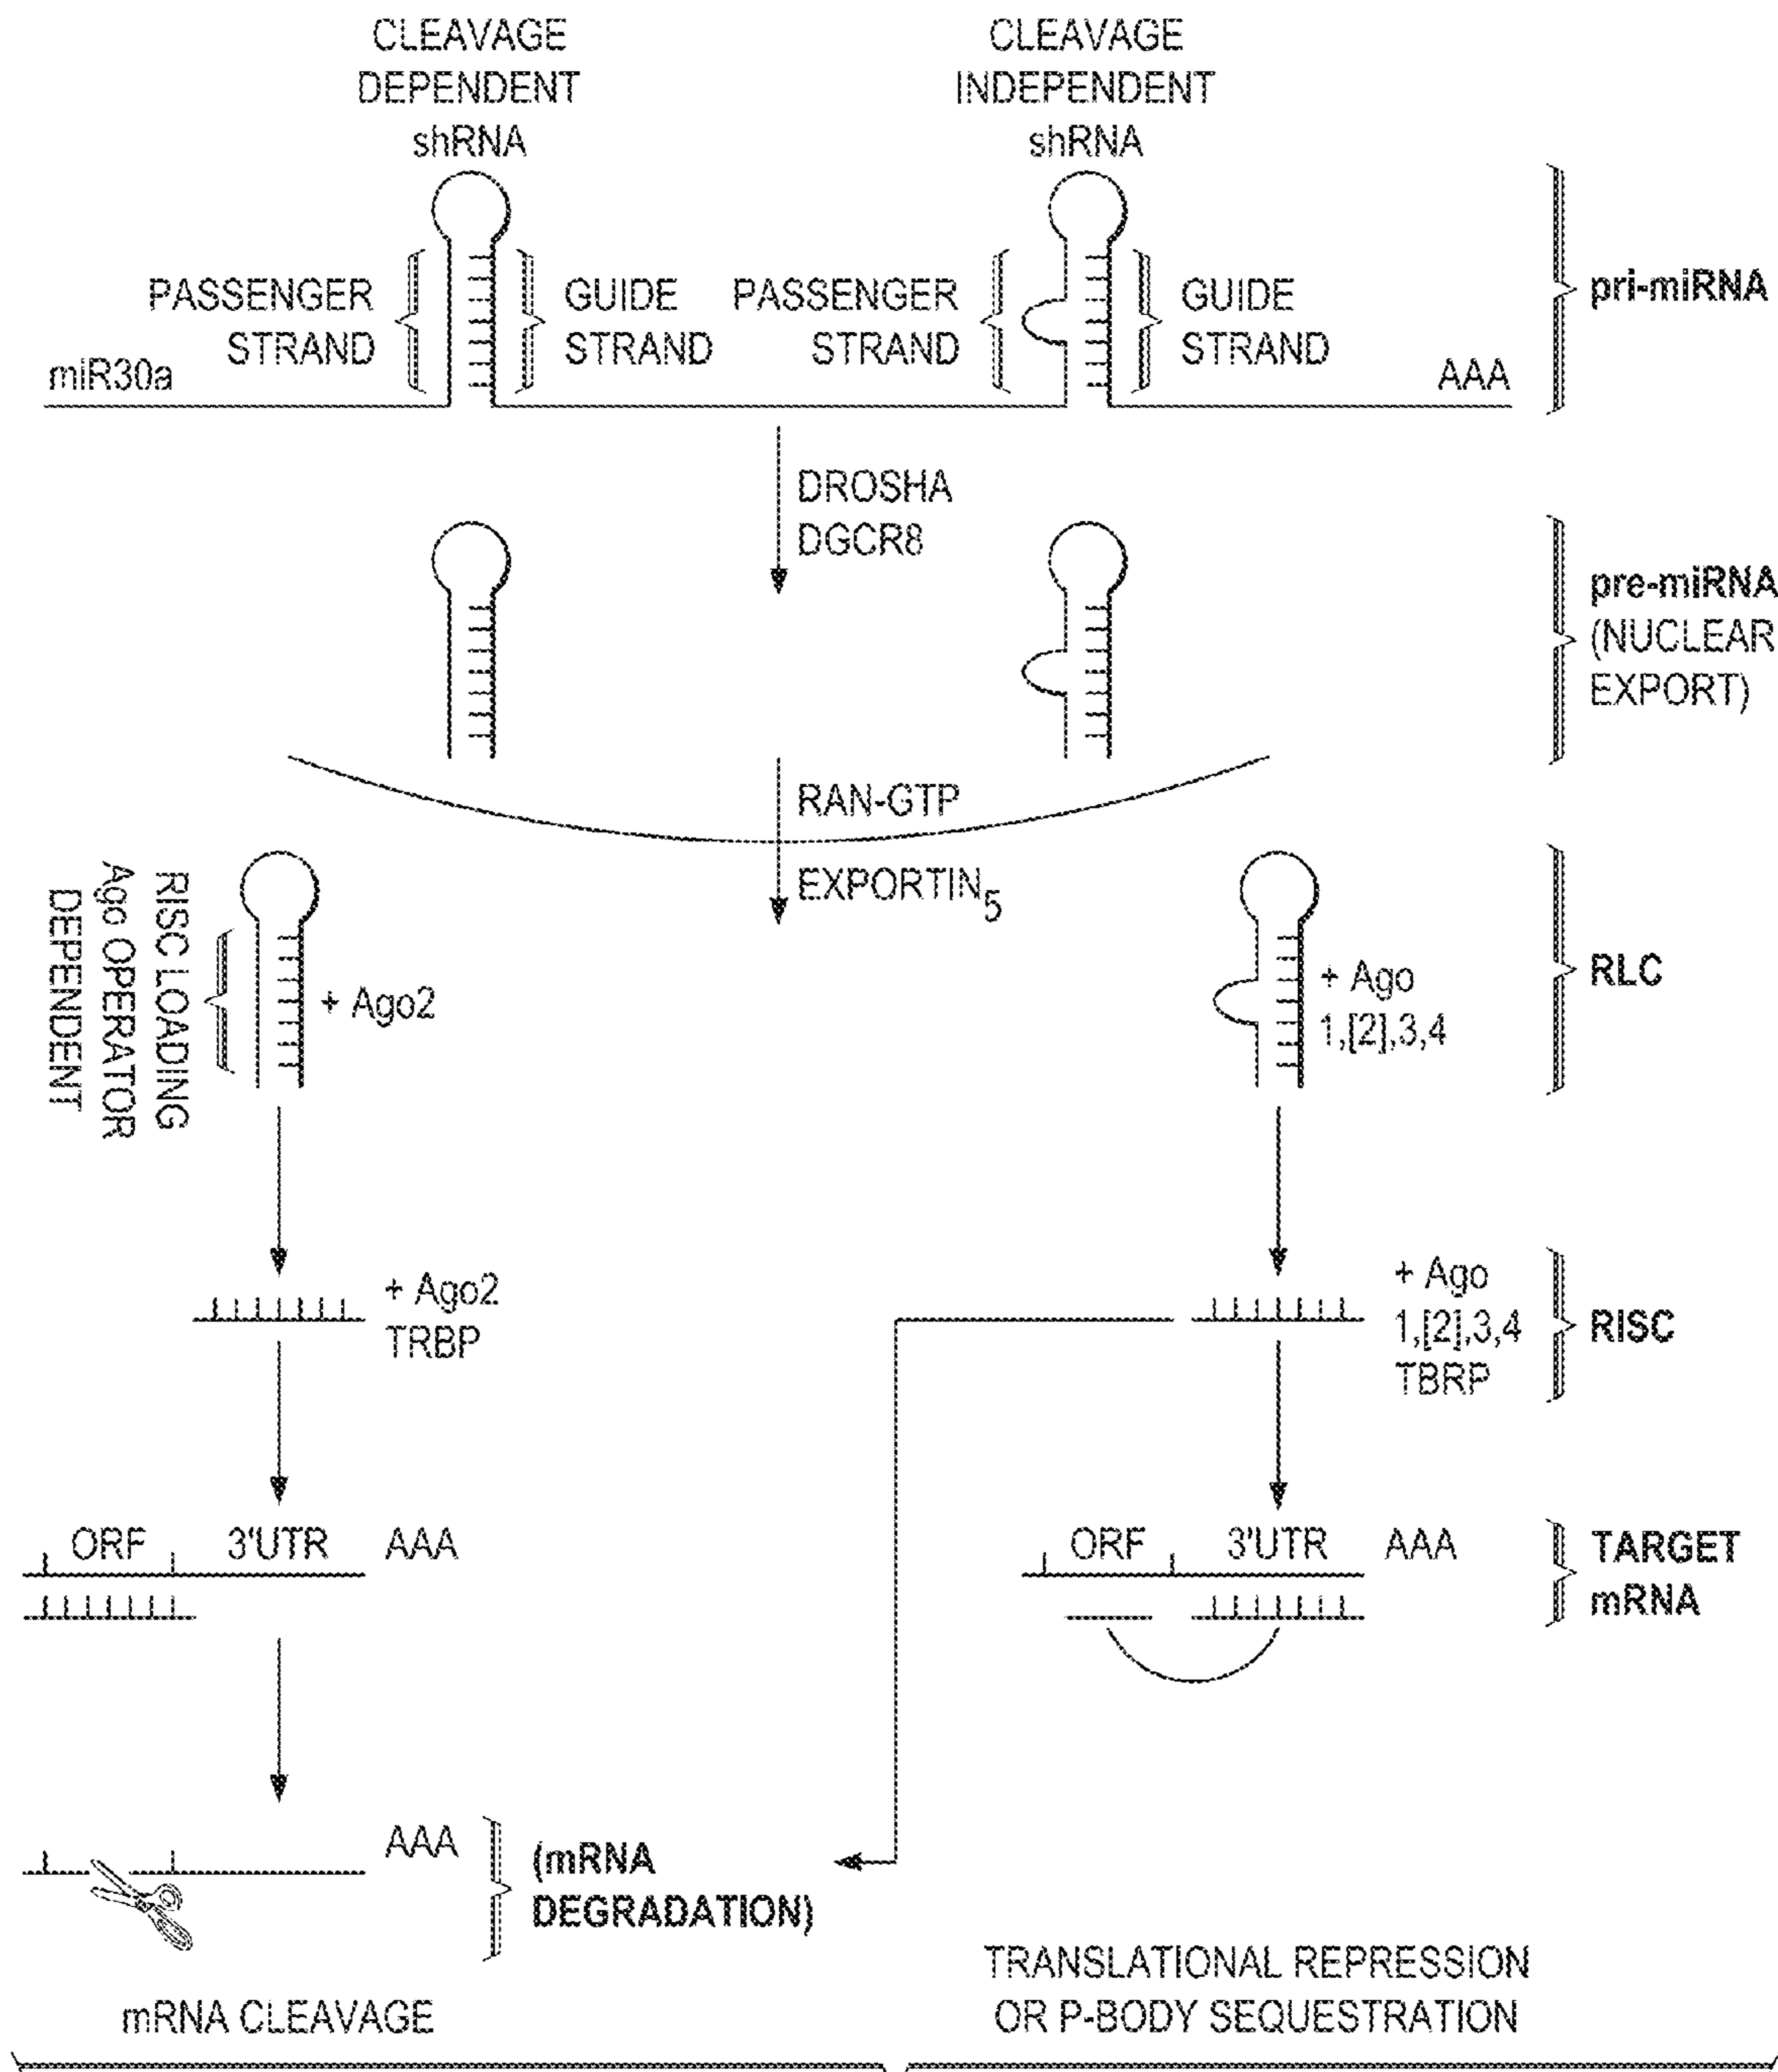 CLEAVAGE
DEPENDENT
shRNA
CLEAVAGE
INDEPENDENT
shRNA
PASSENGER
STRAND
GUIDE
STRAND
PASSENGER
STRAND
GUIDE
STRAND
miR30a
AAA
pri-miRNA
DROSHA
DGCR8
pre-miRNA
(NUCLEAR
EXPORT)
RAN-GTP
EXPORTIN5
RISC LOADING
Ago OPERATOR
DEPENDENT
+ Ago2
+ Ago
1,[2],3,4
RLC
+ Ago2
TRBP
+ Ago
1,[2],3,4
TBRP
RISC
ORF 3'UTR AAA
ORF 3'UTR AAA
TARGET
mRNA
AAA
(mRNA
DEGRADATION)
mRNA CLEAVAGE
TRANSLATIONAL REPRESSION
OR P-BODY SEQUESTRATION